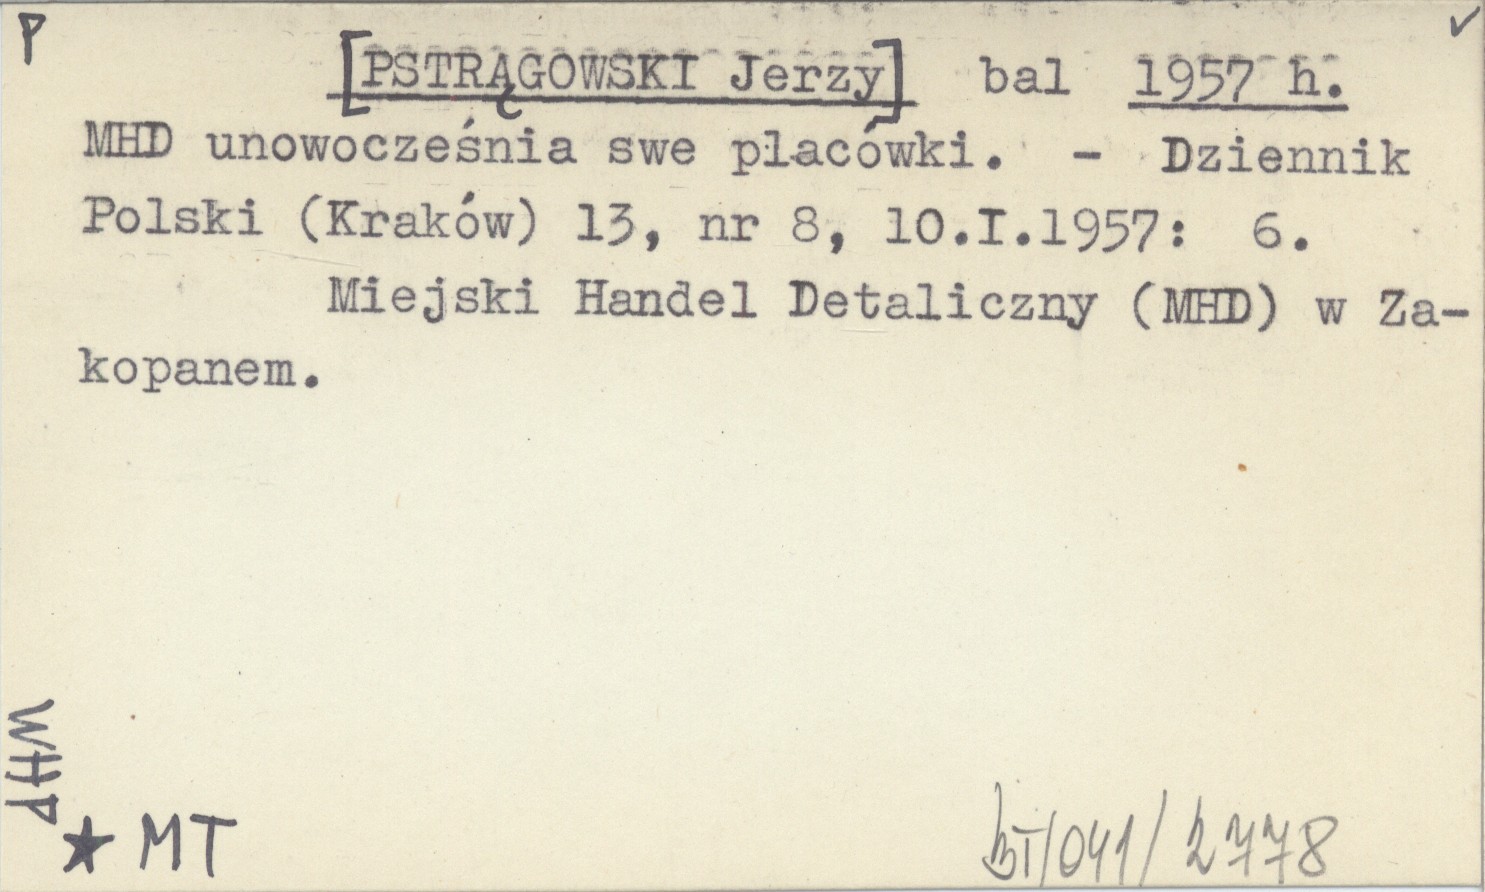 P
✓
[PSTRĄGOWSKI Jerzy] bal 1957 h.
MHD unowocześnia swe placówki. - Dziennik
Polski (Kraków) 13, nr 8, 10.I.1957: 6.
Miejski Handel Detaliczny (MHD) w Za-
kopanem.
WHP
★ MT
BT/041/2778